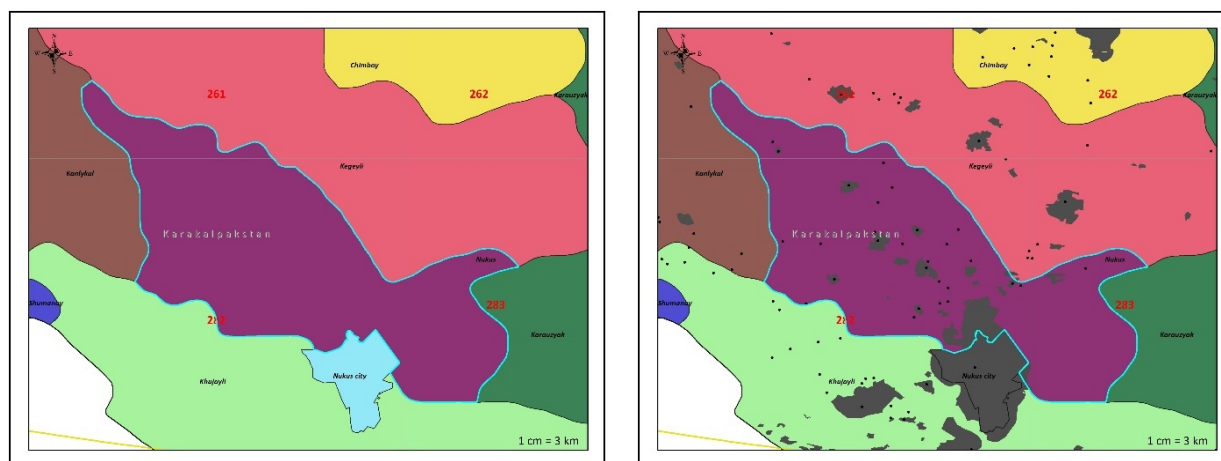 N
W E
S
Chimbay
261
262
Karauzyak
Kanlykul
Kegeyli
Karakalpakstan
Nukus
Shumanay
283
282
Karauzyak
Khajayli
Nukus city
1 cm = 3 km
N
W E
S
Chimbay
262
Karauzyak
Kanlykul
Kegeyli
Karakalpakstan
Nukus
Shumanay
283
Karauzyak
Khajayli
Nukus city
1 cm = 3 km